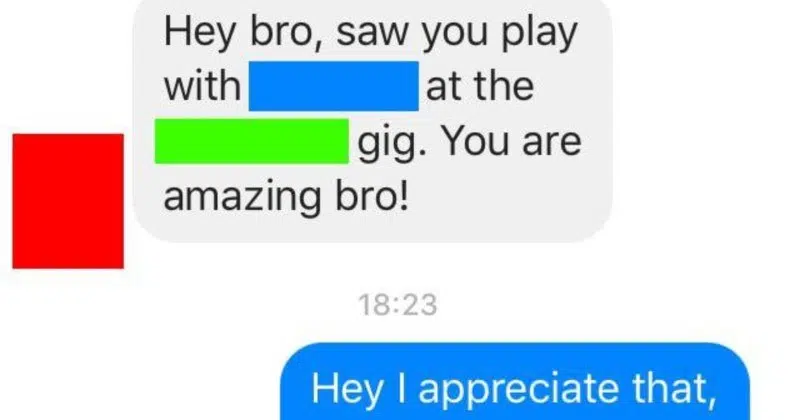 Hey bro, saw you play
with at the
gig. You are
amazing bro!
18:23
Hey I appreciate that,